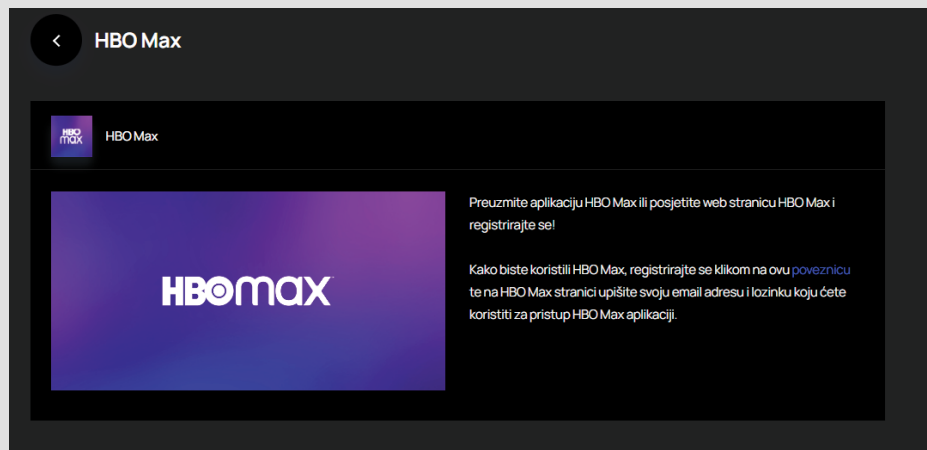 HBO Max
HBO
max
HBO Max
HBOmax
Preuzmite aplikaciju HBO Max ili posjetite web stranicu HBO Max i
registrirajte se!
Kako biste koristili HBO Max, registrirajte se klikom na ovu poveznicu
te na HBO Max stranici upišite svoju email adresu i lozinku koju ćete
koristiti za pristup HBO Max aplikaciji.